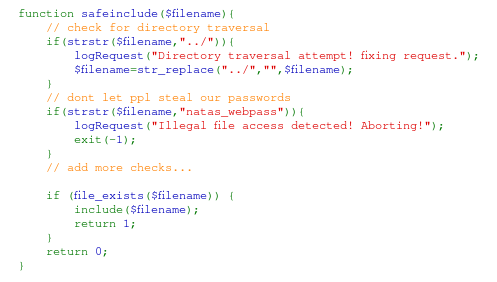 function safeinclude($filename){
    // check for directory traversal
    if(strstr($filename,"../")){
        logRequest("Directory traversal attempt! fixing request.");
        $filename=str_replace("../","",$filename);
    }
    // dont let ppl steal our passwords
    if(strstr($filename,"natas_webpass")){
        logRequest("Illegal file access detected! Aborting!");
        exit(-1);
    }
    // add more checks...

    if (file_exists($filename)) {
        include($filename);
        return 1;
    }
    return 0;
}